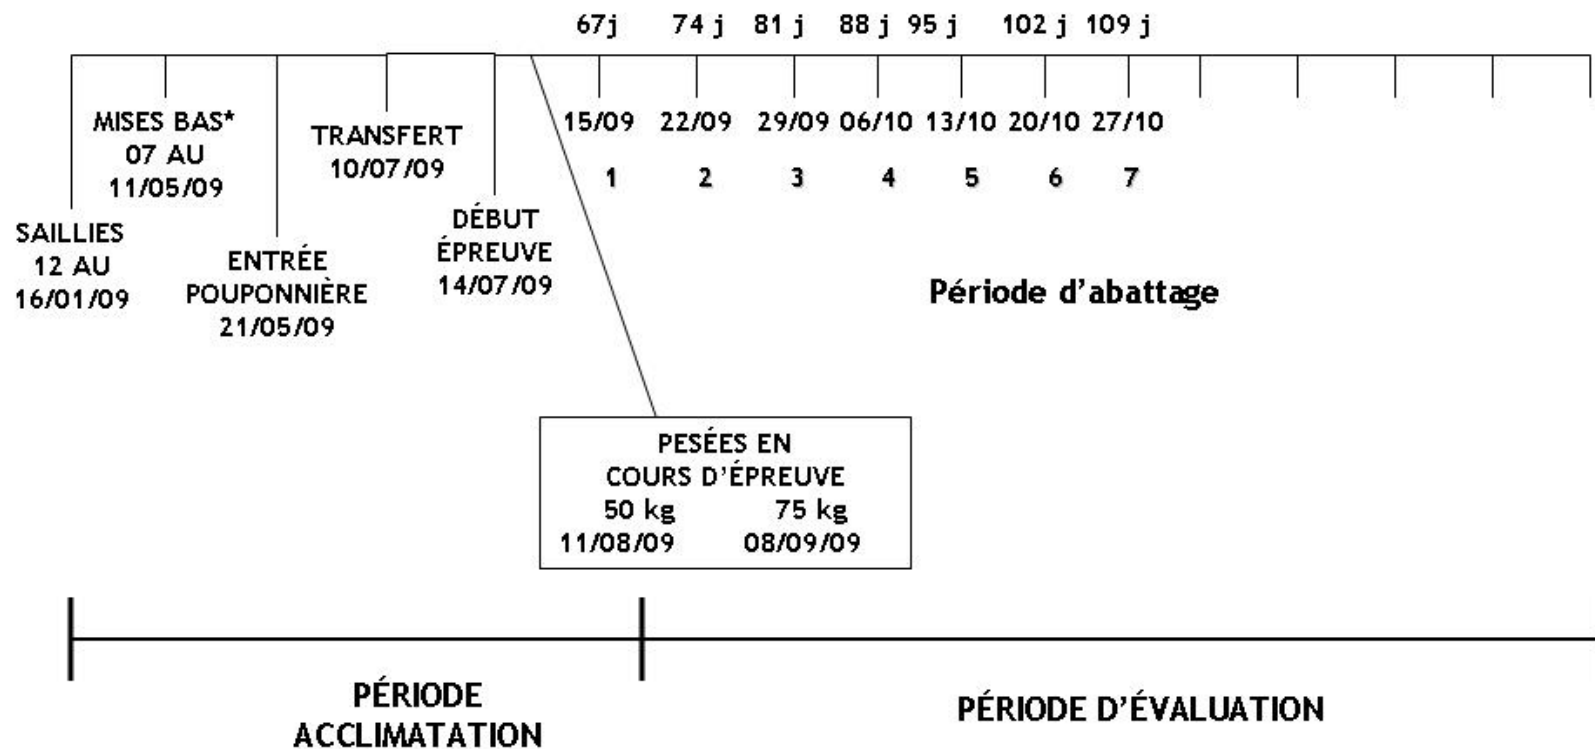 67j 74 j 81 j 88 j 95 j 102 j 109 j
15/09 22/09 29/09 06/10 13/10 20/10 27/10
1 2 3 4 5 6 7
MISES BAS*
07 AU
11/05/09
TRANSFERT
10/07/09
SAILLIES
12 AU
16/01/09
ENTRÉE
POUPONNIÈRE
21/05/09
DÉBUT
ÉPREUVE
14/07/09
Période d'abattage
PESÉES EN
COURS D'ÉPREUVE
50 kg 75 kg
11/08/09 08/09/09
PÉRIODE
ACCLIMATATION
PÉRIODE D'ÉVALUATION